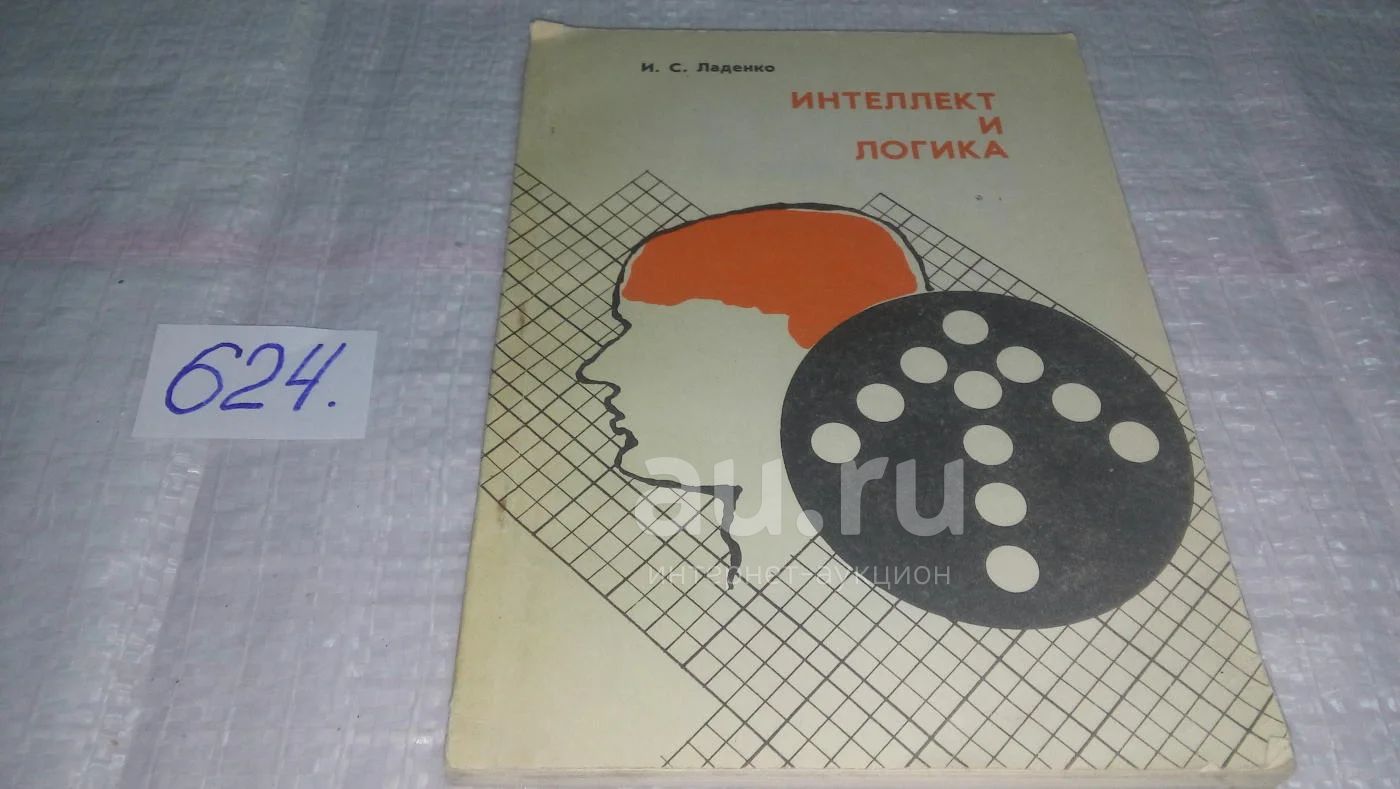 И. С. Ладенко
ИНТЕЛЛЕКТ
И
ЛОГИКА
624.
au.ru
интернет-аукцион